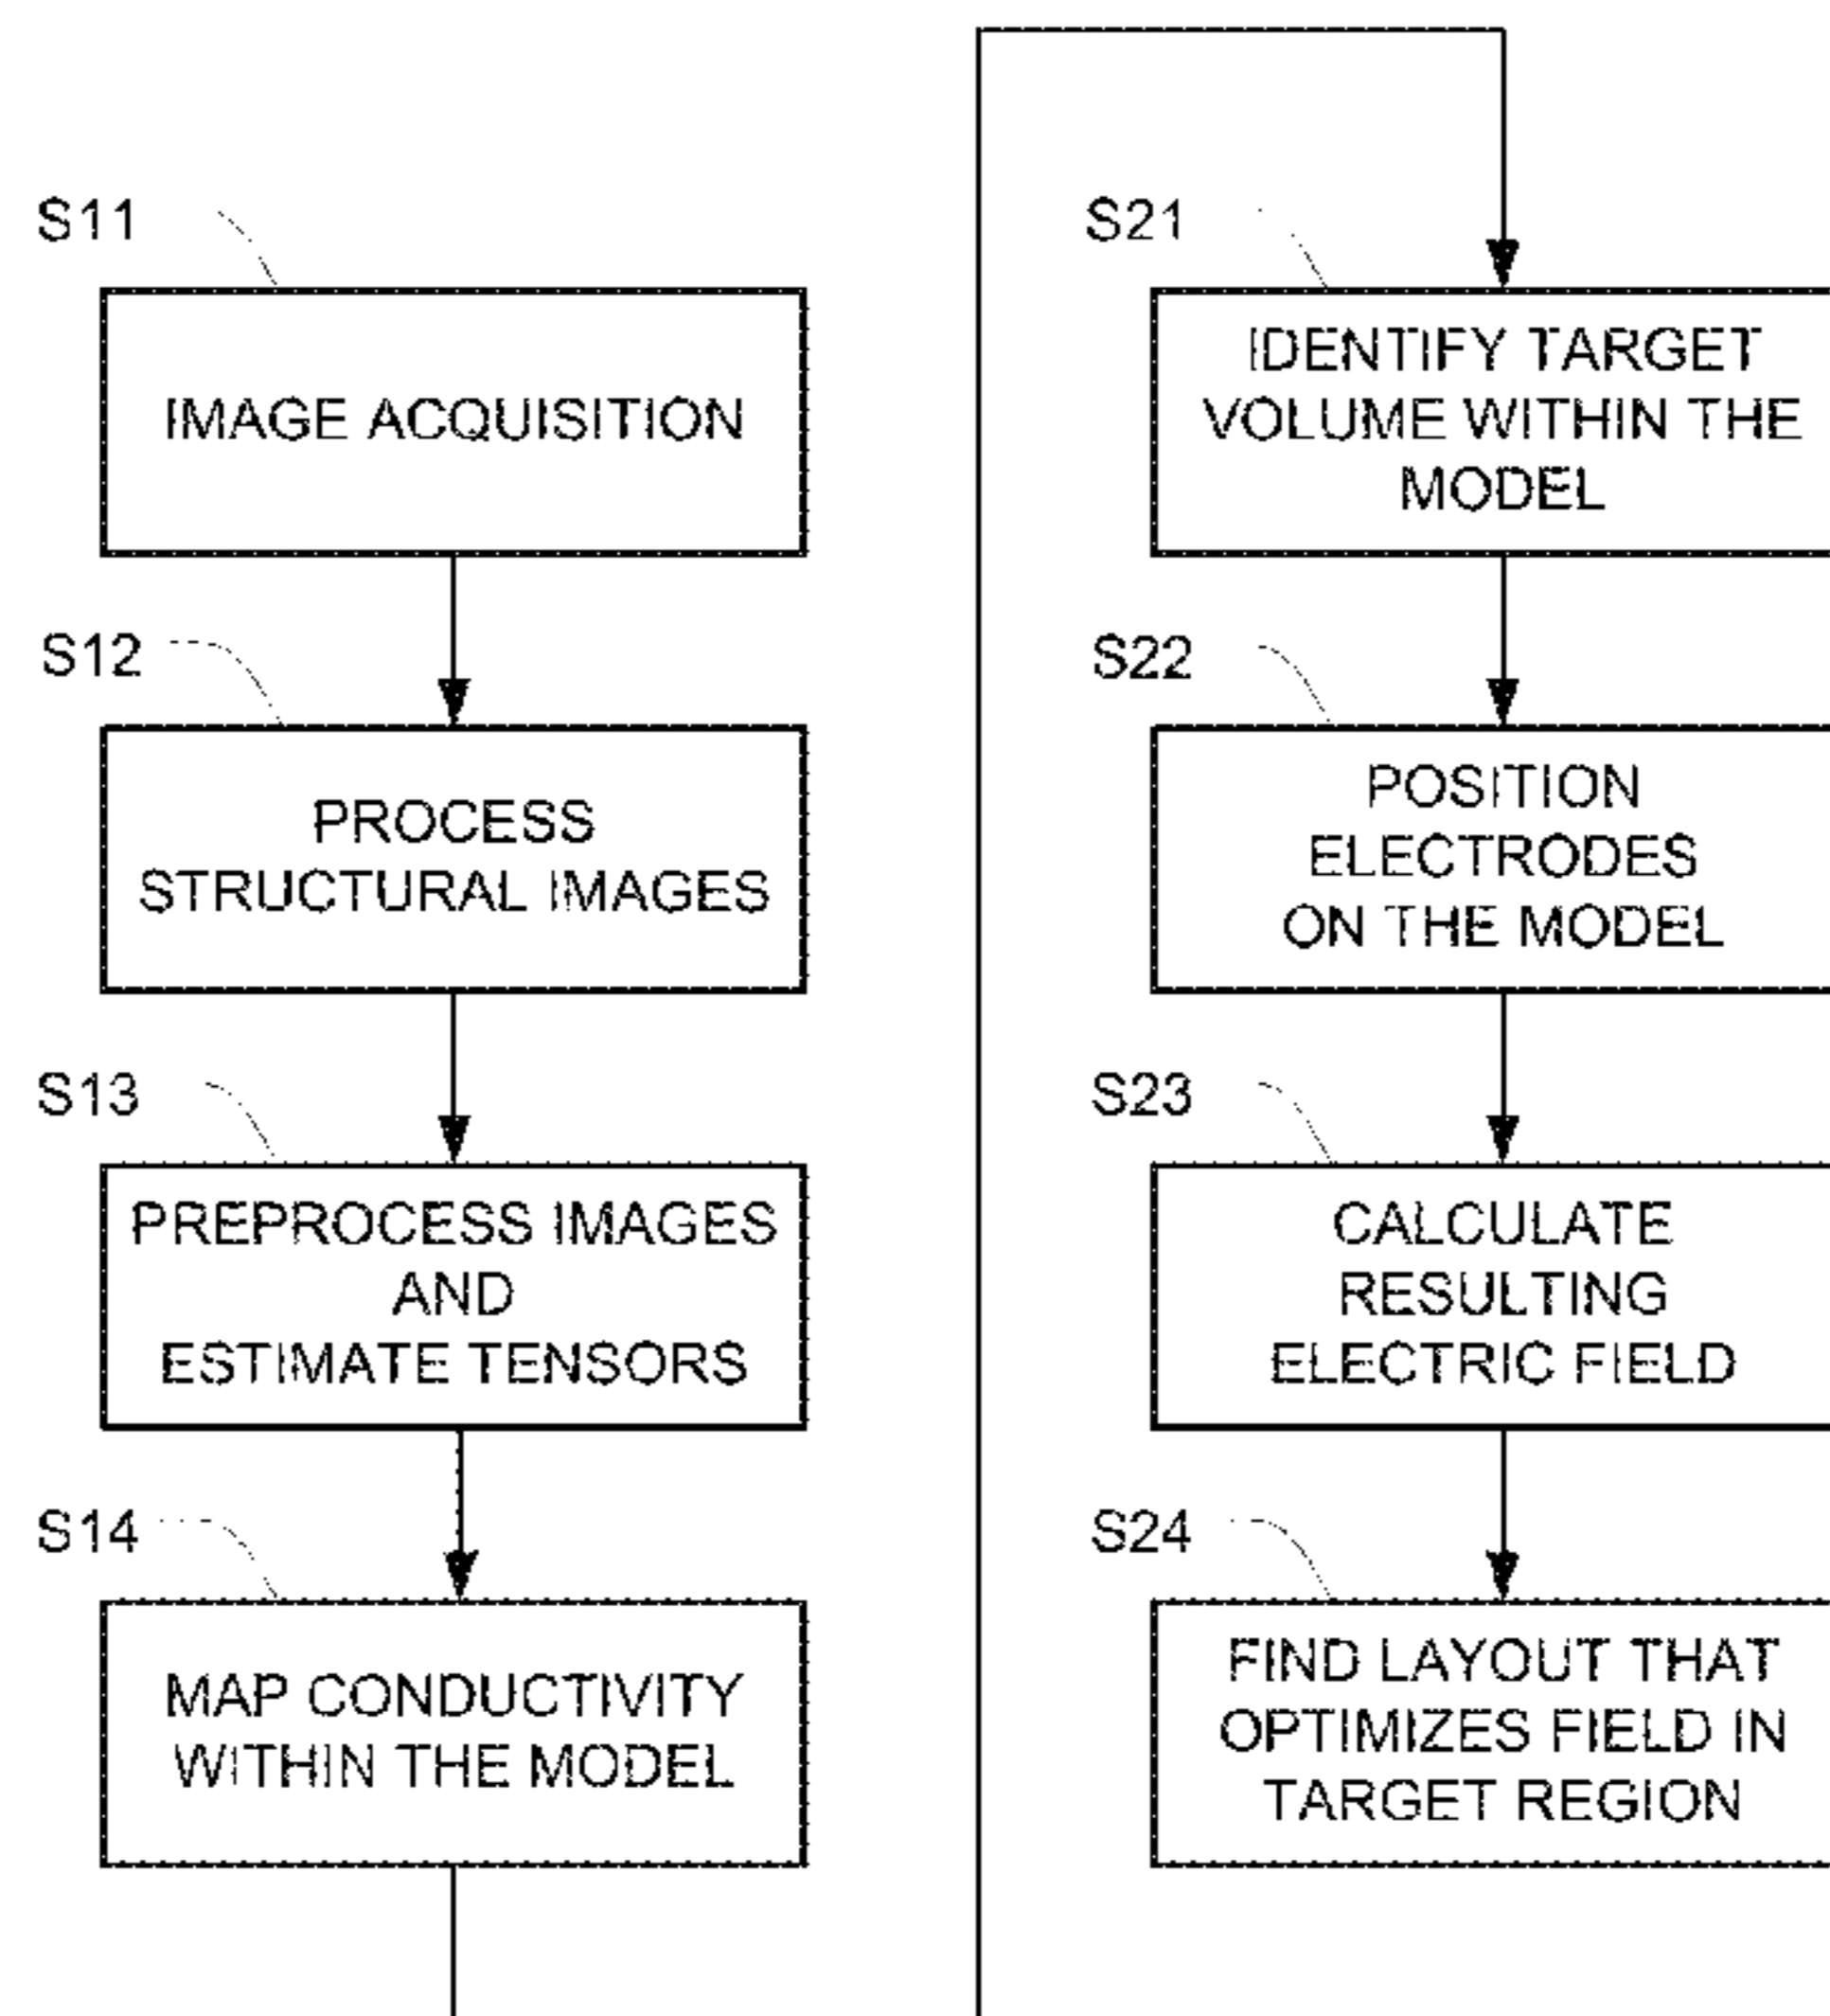 S11
IMAGE ACQUISITION
S12
PROCESS
STRUCTURAL IMAGES
S13
PREPROCESS IMAGES
AND
ESTIMATE TENSORS
S14
MAP CONDUCTIVITY
WITHIN THE MODEL
S21
IDENTIFY TARGET
VOLUME WITHIN THE
MODEL
S22
POSITION
ELECTRODES
ON THE MODEL
S23
CALCULATE
RESULTING
ELECTRIC FIELD
S24
FIND LAYOUT THAT
OPTIMIZES FIELD IN
TARGET REGION